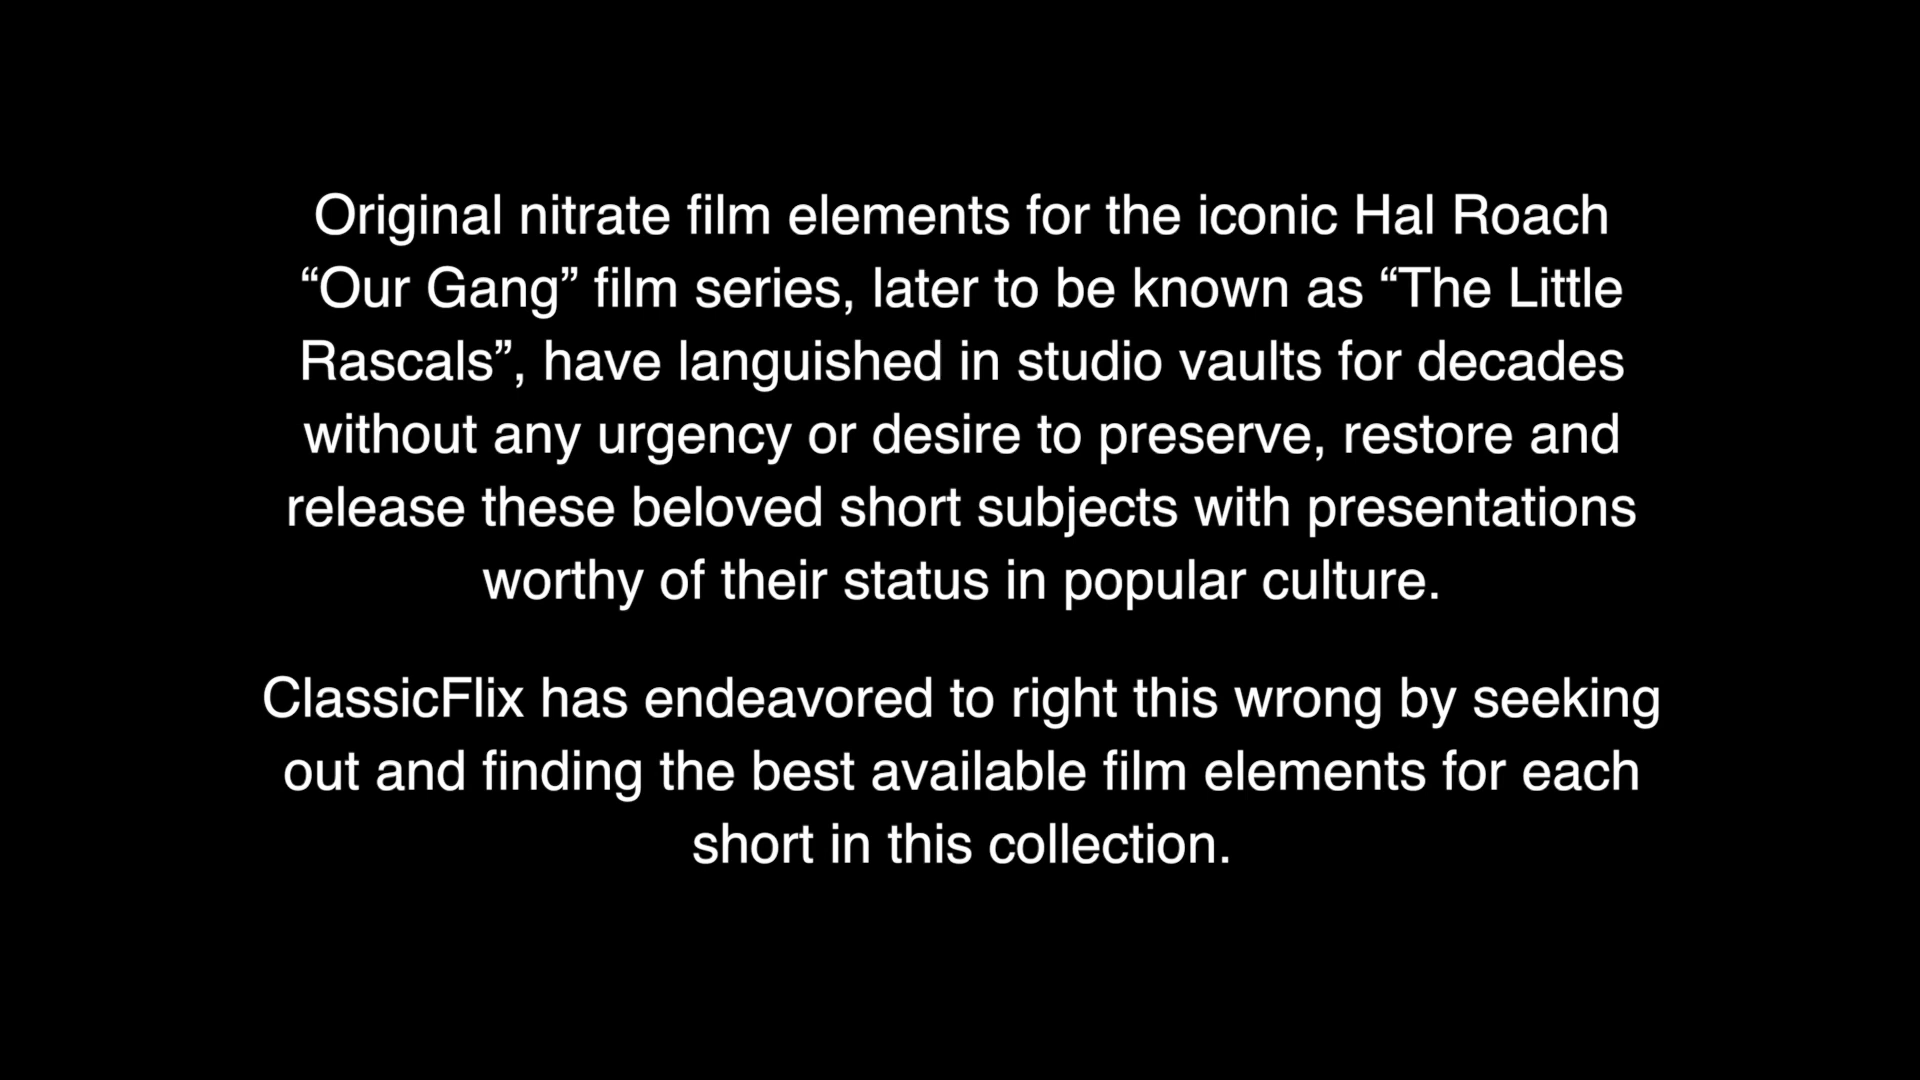 Original nitrate film elements for the iconic Hal Roach
“Our Gang” film series, later to be known as “The Little
Rascals”, have languished in studio vaults for decades
without any urgency or desire to preserve, restore and
release these beloved short subjects with presentations
worthy of their status in popular culture.
ClassicFlix has endeavored to right this wrong by seeking
out and finding the best available film elements for each
short in this collection.